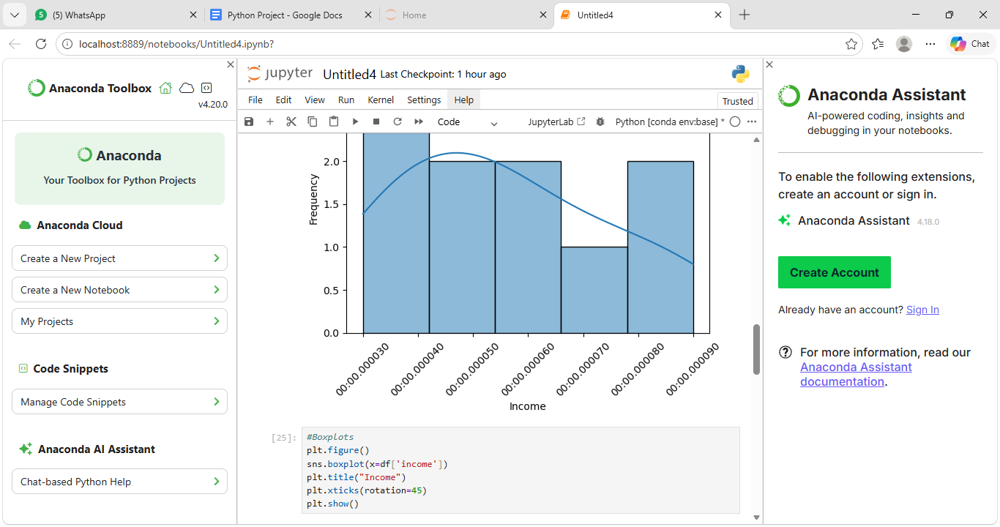 5 (5) WhatsApp
Python Project - Google Docs
Home
Untitled4
localhost:8889/notebooks/Untitled4.ipynb?
Chat
Anaconda Toolbox
v4.20.0
Anaconda
Your Toolbox for Python Projects
Anaconda Cloud
Create a New Project
Create a New Notebook
My Projects
Code Snippets
Manage Code Snippets
Anaconda AI Assistant
Chat-based Python Help
jupyter Untitled4 Last Checkpoint: 1 hour ago
File Edit View Run Kernel Settings Help
Trusted
Code
JupyterLab
Python [conda env:base] *
Frequency
2.0
1.5
1.0
0.5
0.0
00:00.000030
00:00.000040
00:00.000050
00:00.000060
00:00.000070
00:00.000080
00:00.000090
Income
[25]:
#Boxplots
plt.figure()
sns.boxplot(x=df['income'])
plt.title("Income")
plt.xticks(rotation=45)
plt.show()
Anaconda Assistant
AI-powered coding, insights and
debugging in your notebooks.
To enable the following extensions,
create an account or sign in.
Anaconda Assistant 4.18.0
Create Account
Already have an account? Sign In
For more information, read our
Anaconda Assistant
documentation.